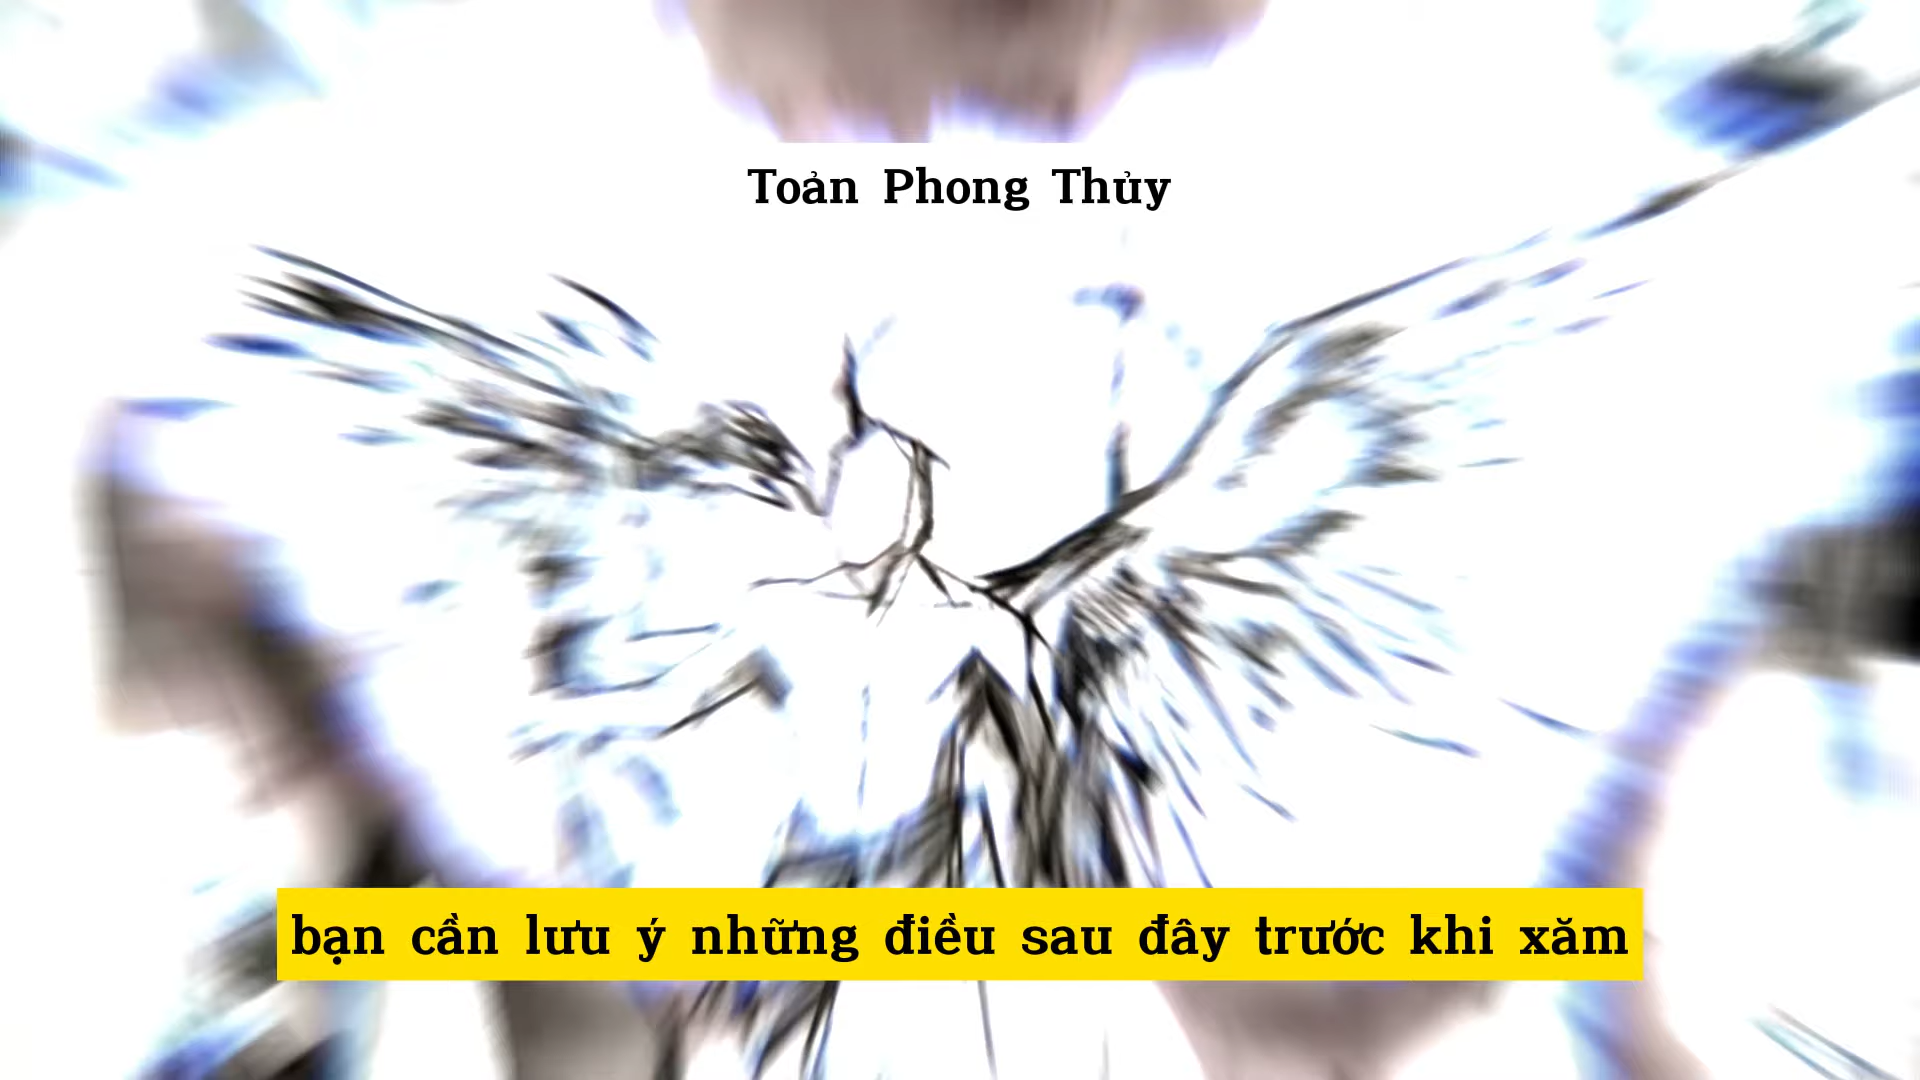 Toản Phong Thủy
bạn cần lưu ý những điều sau đây trước khi xăm